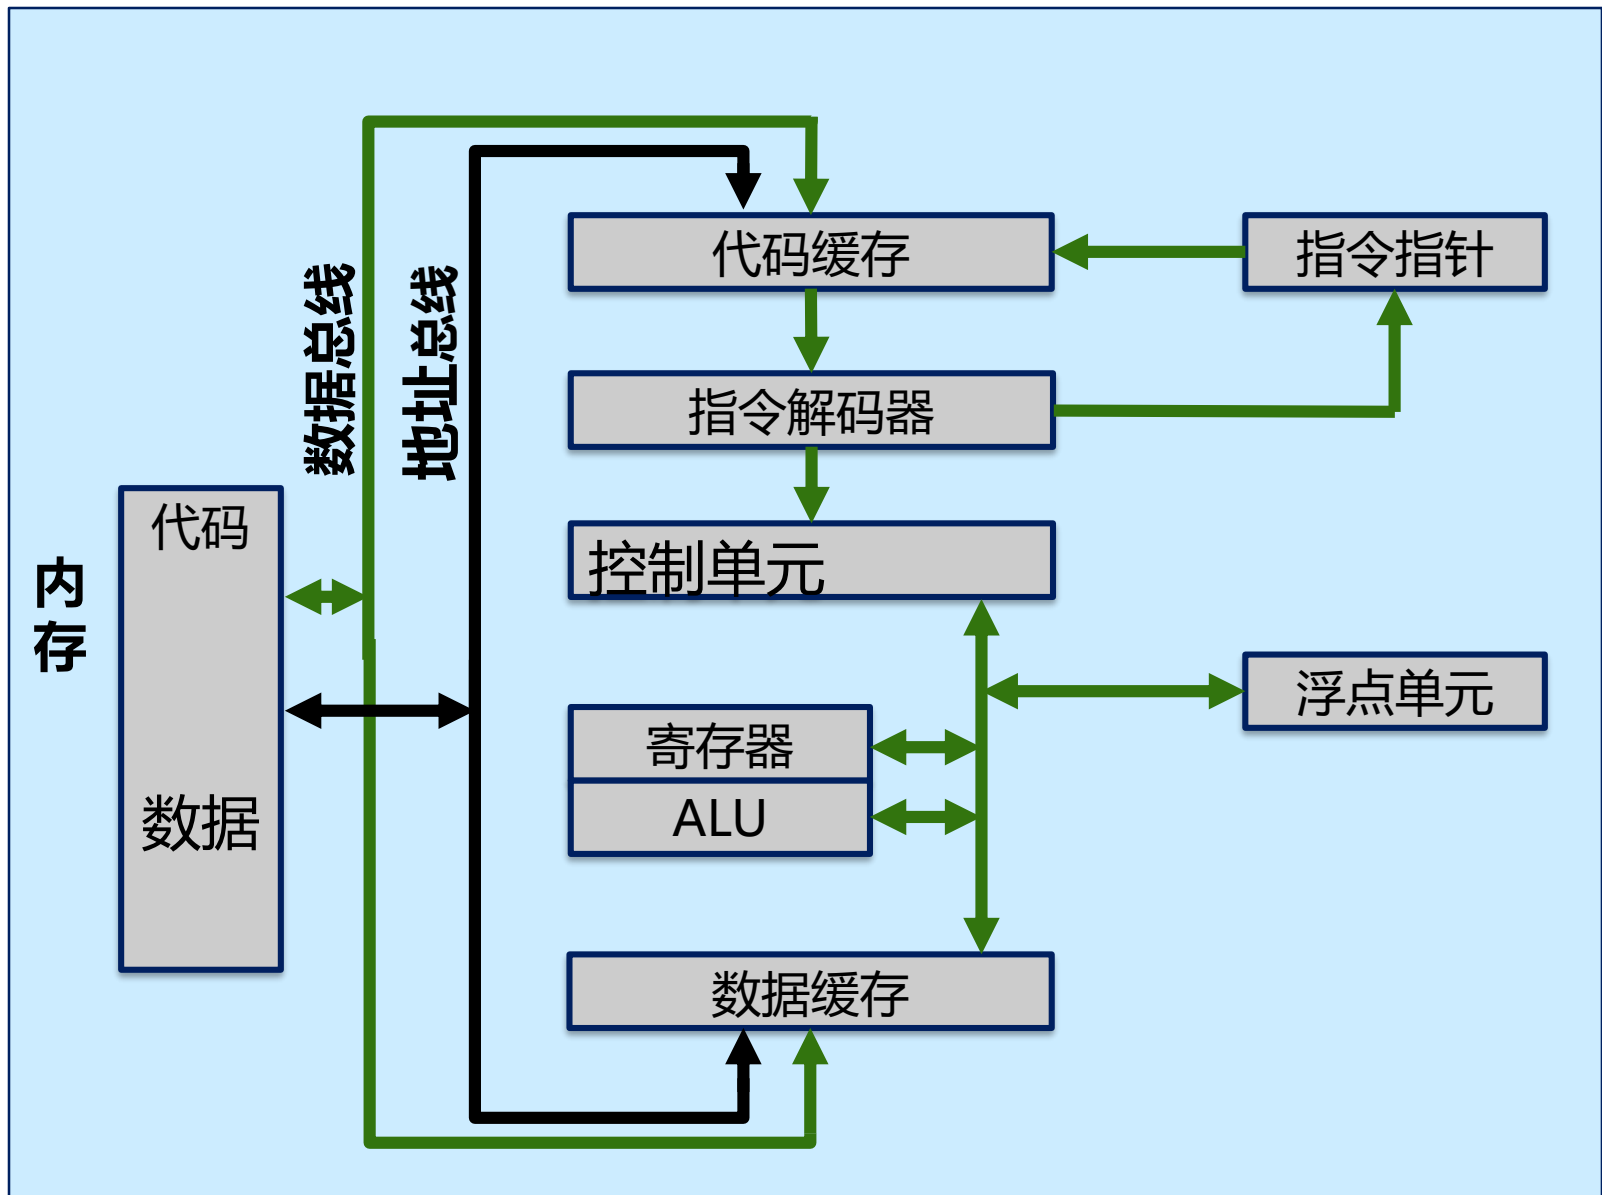 数据总线
地址总线
代码缓存
指令指针
指令解码器
控制单元
内
存
代码
数据
浮点单元
寄存器
ALU
数据缓存